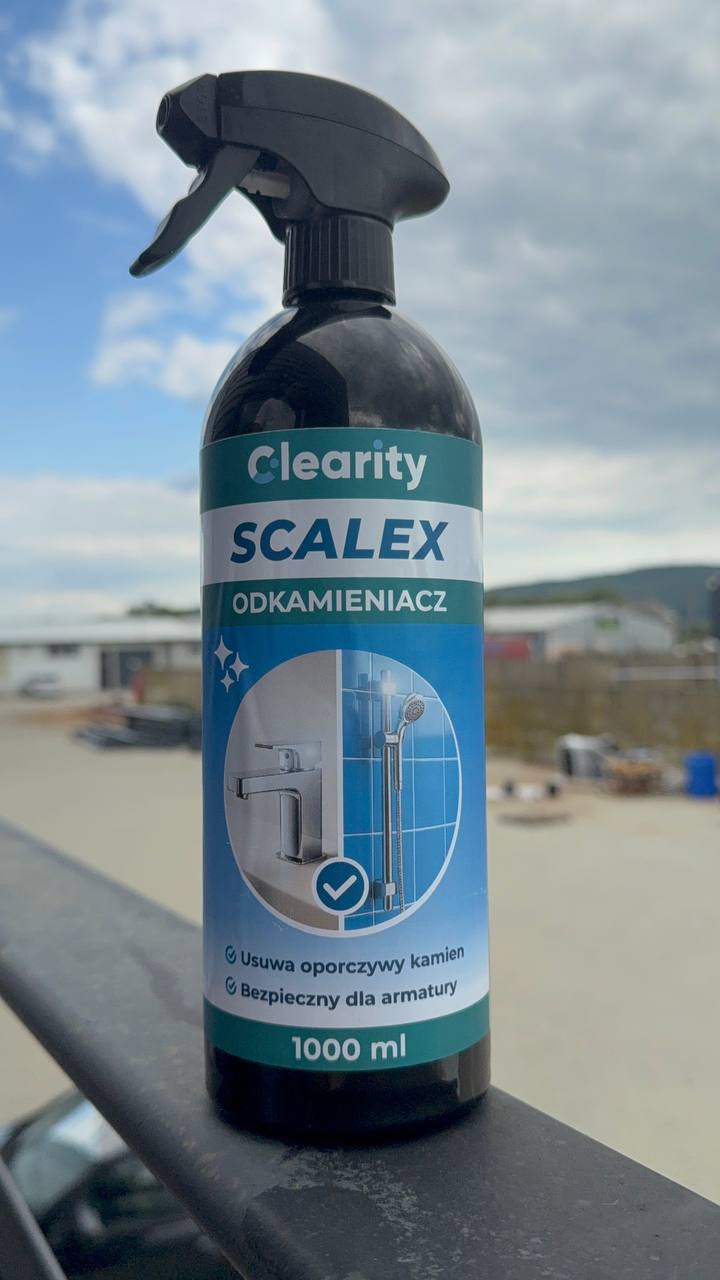 Clearity
SCALEX
ODKAMIENIACZ
Usuwa oporczywy kamien
Bezpieczny dla armatury
1000 ml